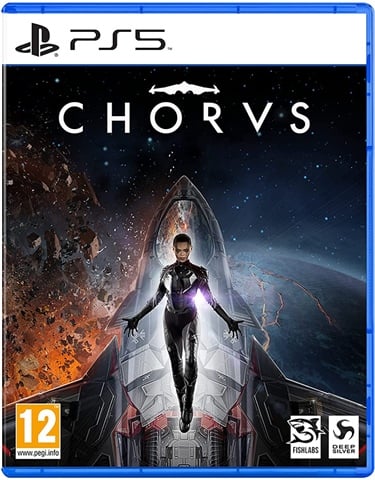 PS5
CHORVS
12
www.pegi.info
FISHLABS
DEEP
SILVER